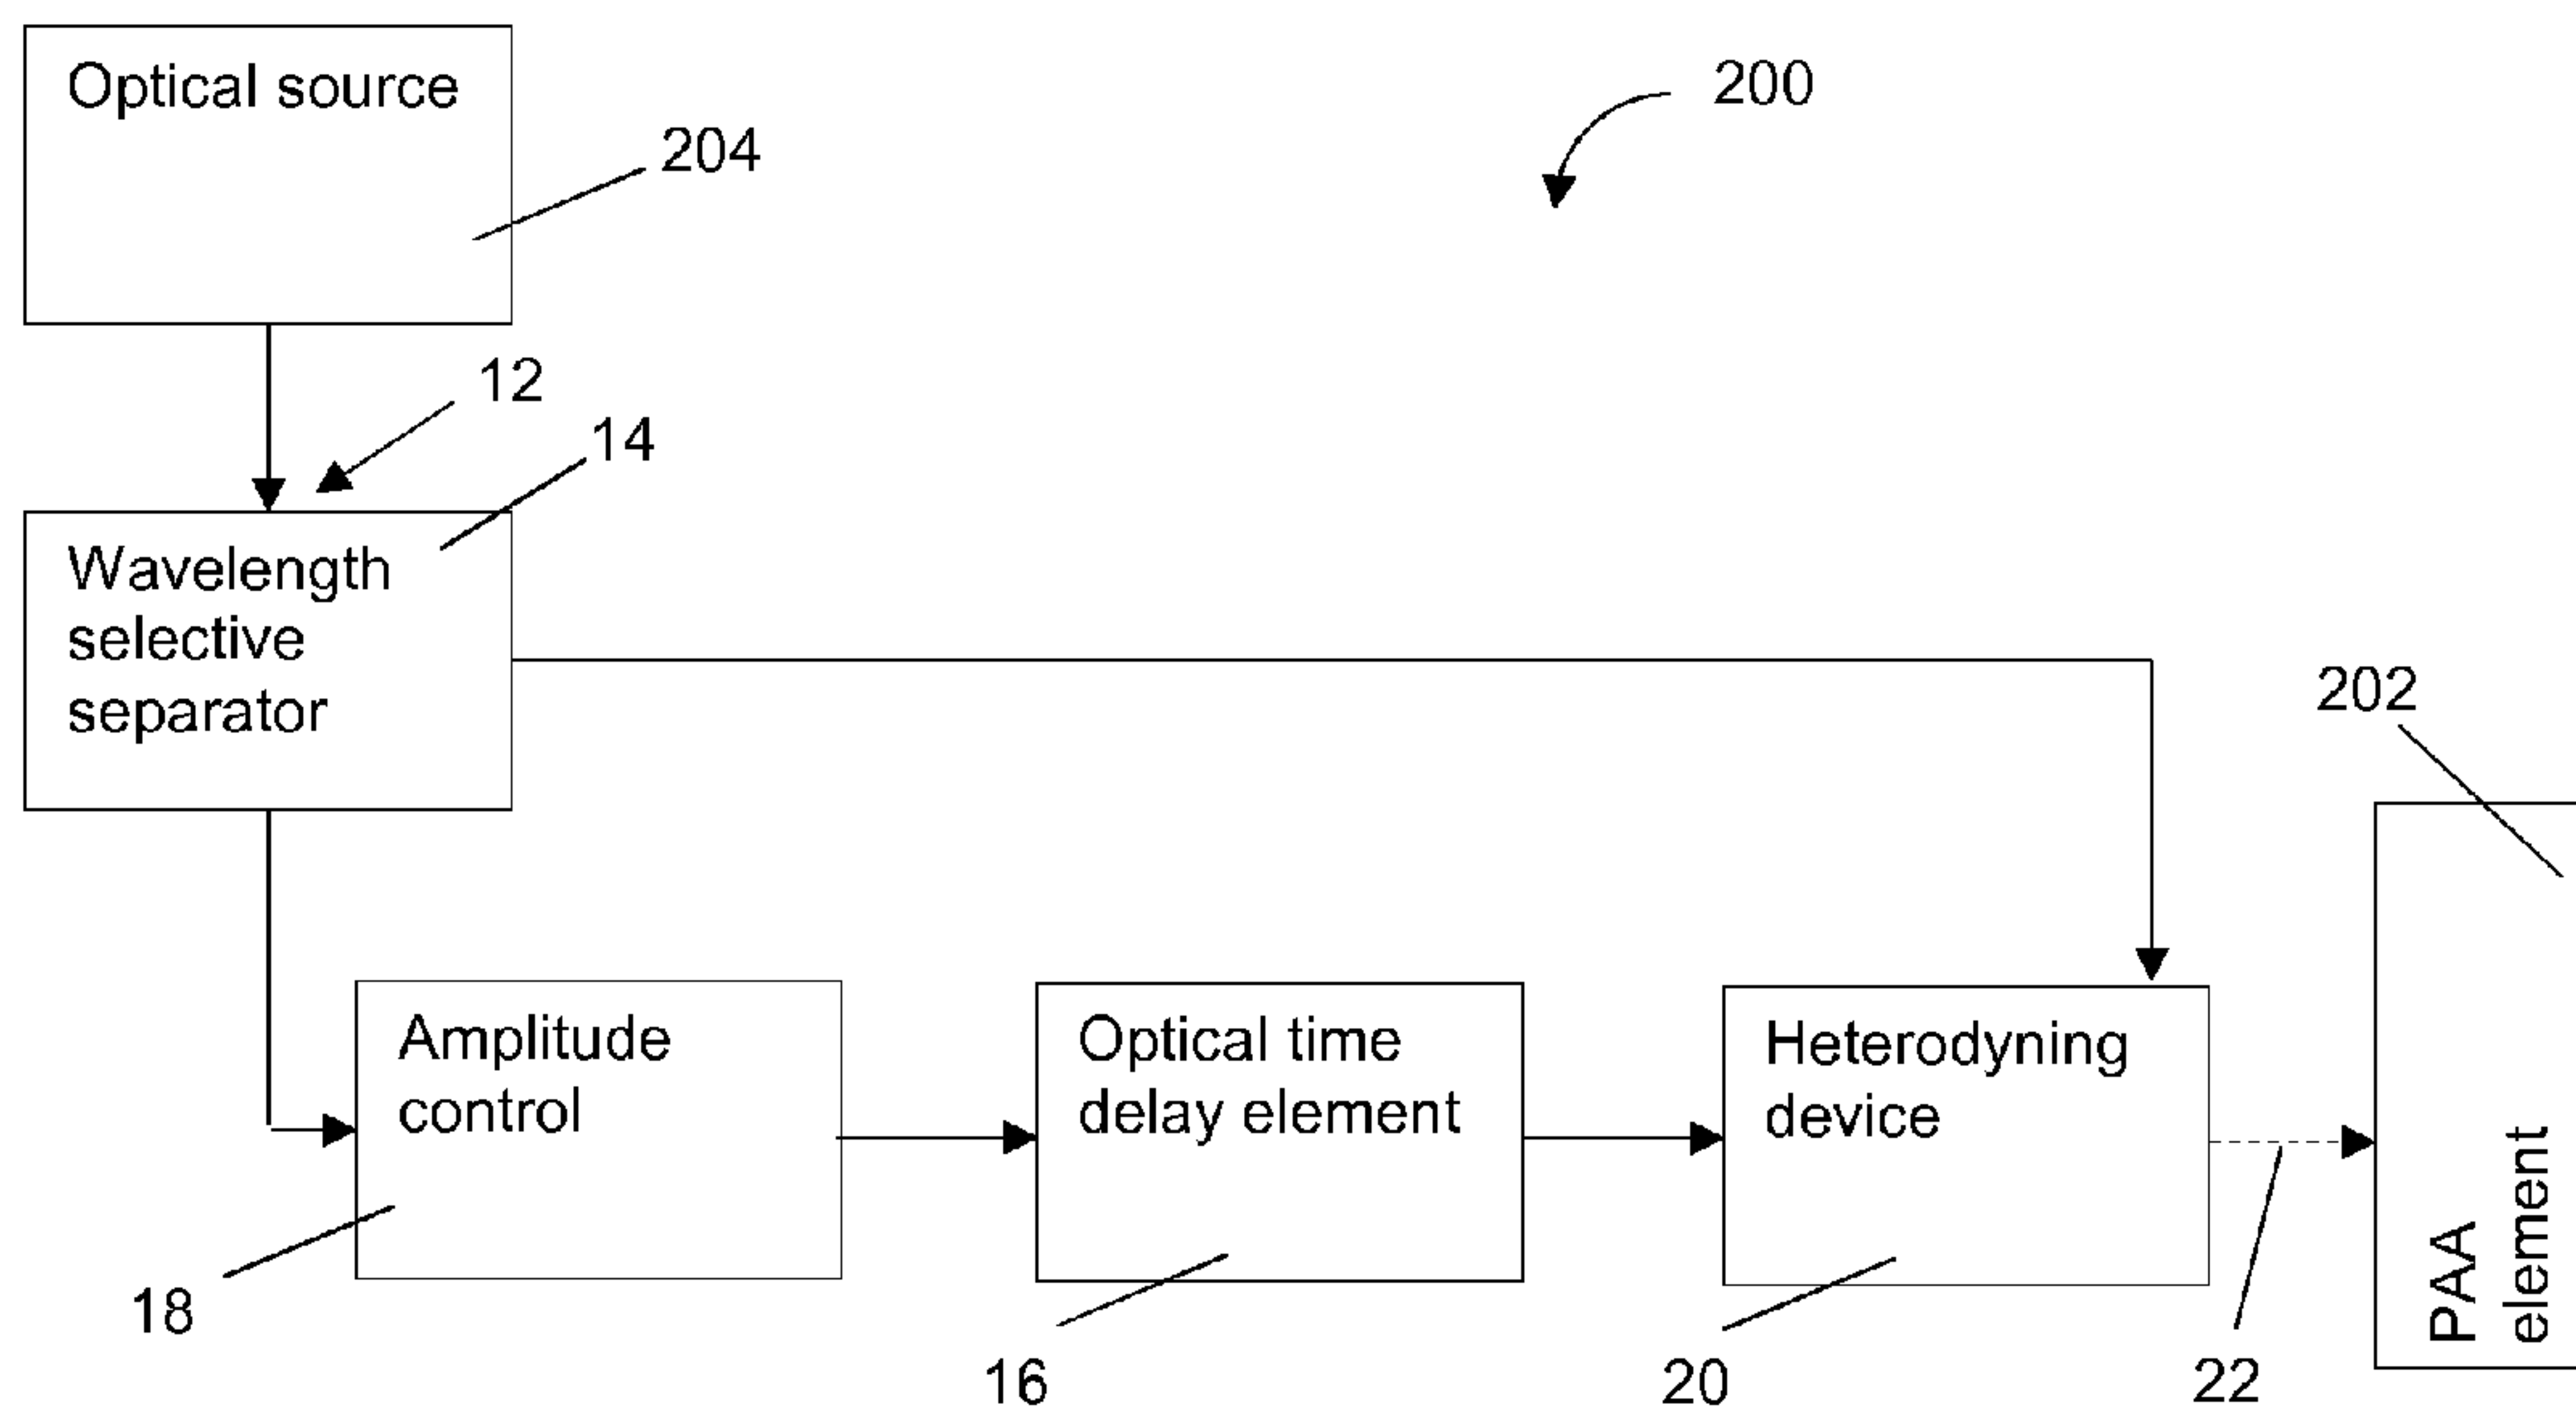 Optical source
200
204
12
14
Wavelength
selective
separator
202
Amplitude
control
Optical time
delay element
Heterodyning
device
PAA
element
18
16
20
22